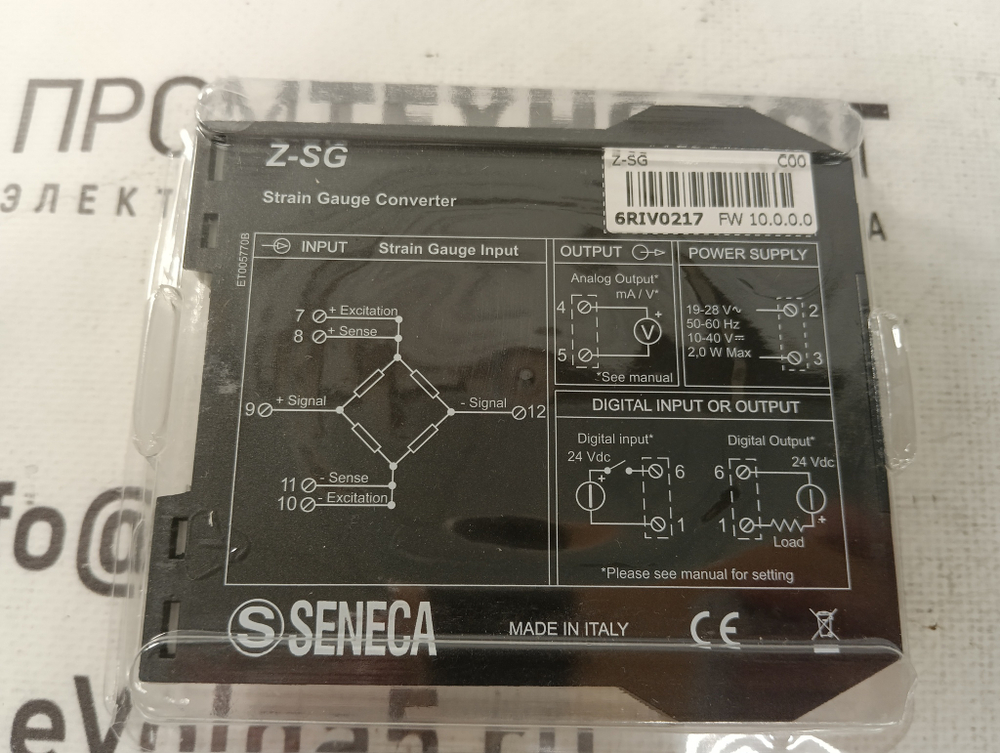 ПРОМТЕХ
ЭЛЕКТ
А
Z-SG
Strain Gauge Converter
Z-SG C00
6RIV0217 FW 10.0.0.0
ET005770B
INPUT Strain Gauge Input
7 + Excitation
8 + Sense
9 + Signal
- Signal 12
11 - Sense
10 - Excitation
OUTPUT
Analog Output*
mA / V*
4
+
V
5
*See manual
POWER SUPPLY
19-28 V~
50-60 Hz
10-40 V⎓
2,0 W Max
2
3
DIGITAL INPUT OR OUTPUT
Digital input*
24 Vdc
+
6
1
Digital Output*
24 Vdc
6
1
+
Load
*Please see manual for setting
S SENECA
MADE IN ITALY
CE
fo@